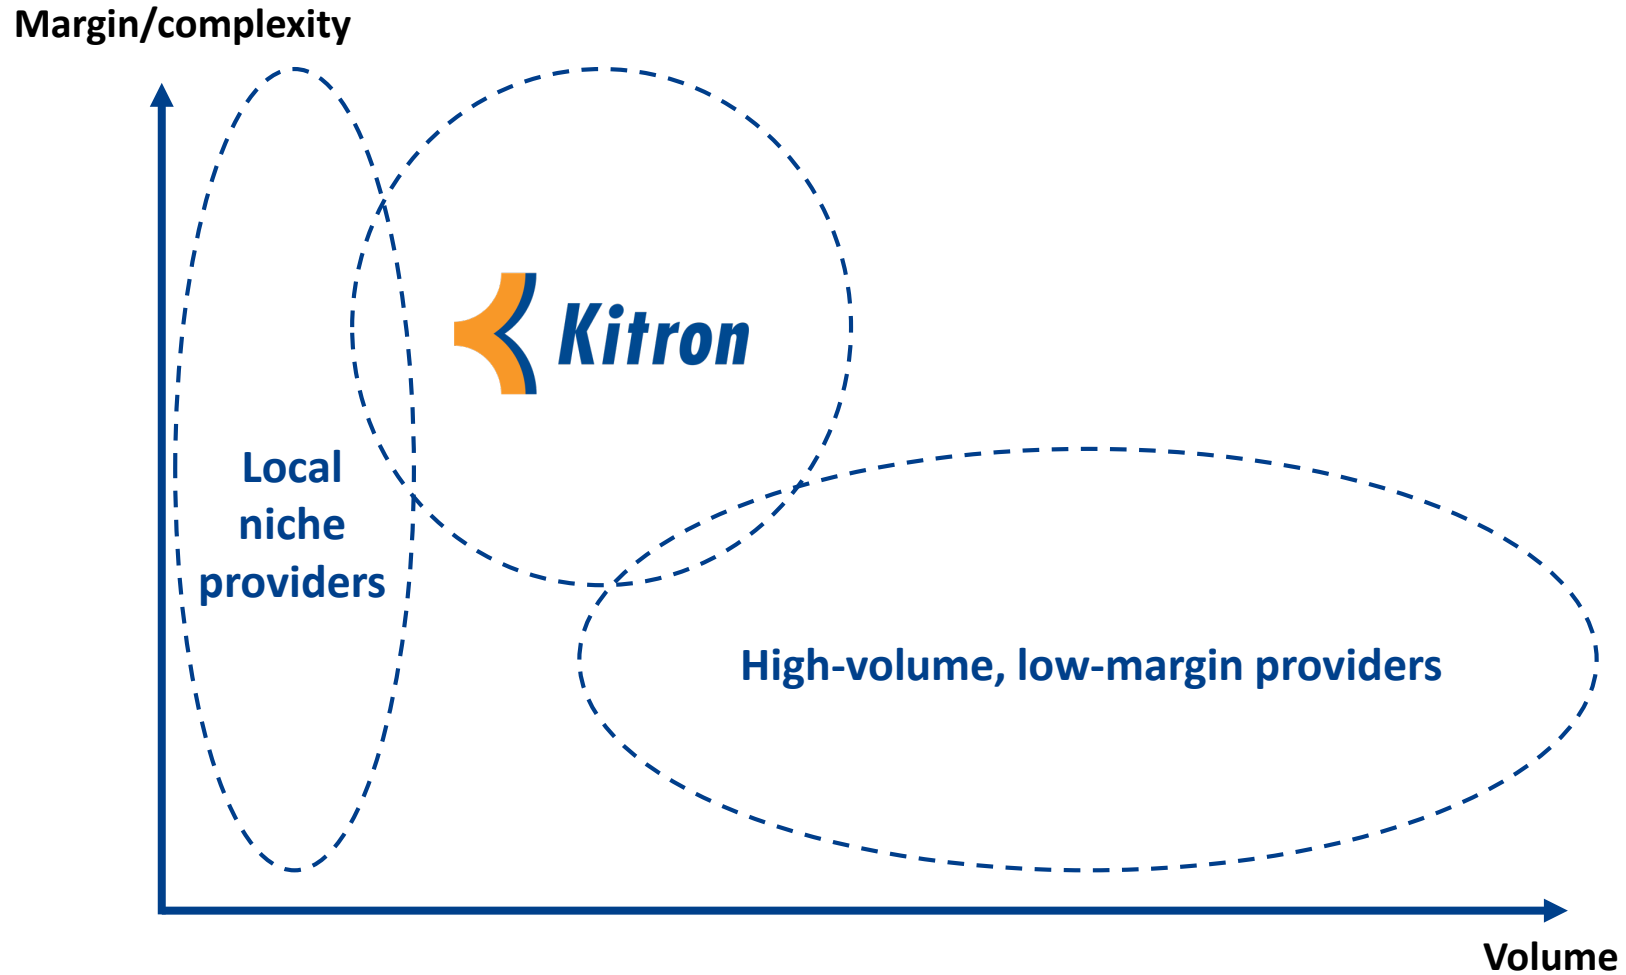 Margin/complexity
Kitron
Local
niche
providers
High-volume, low-margin providers
Volume